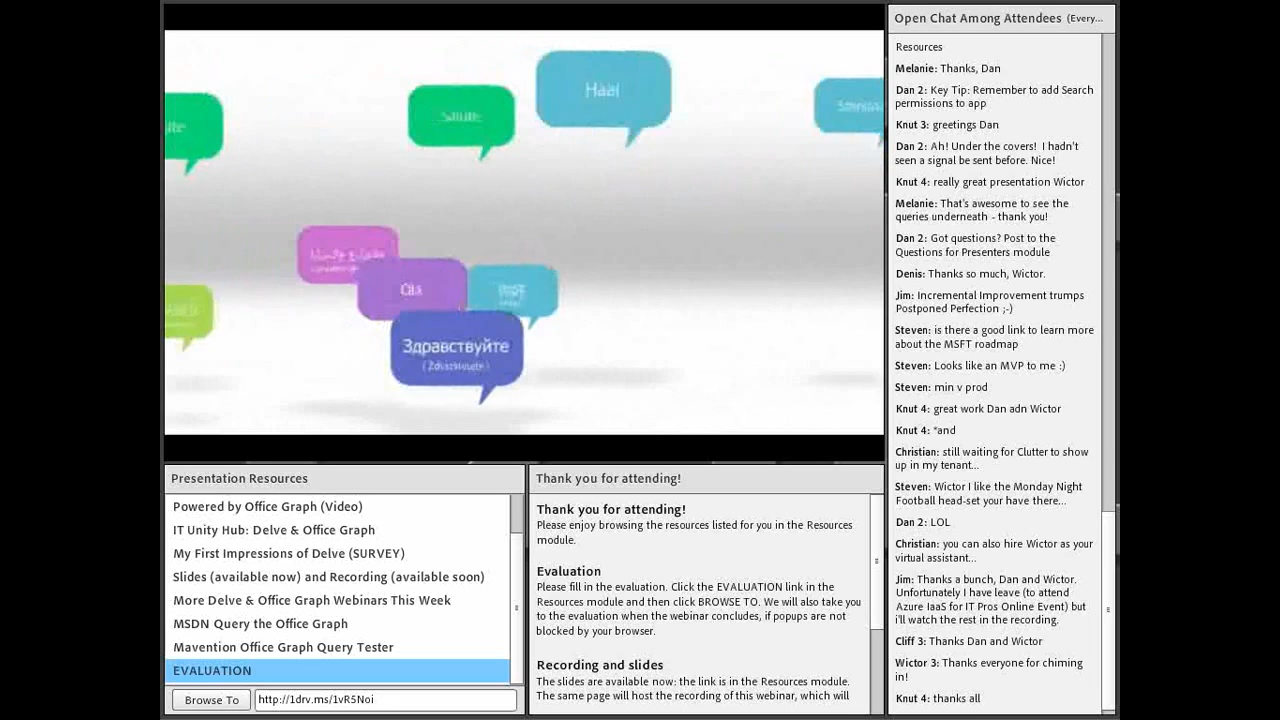 Haai
Salute
Ciao
Здравствуйте
Presentation Resources
Powered by Office Graph (Video)
IT Unity Hub: Delve & Office Graph
My First Impressions of Delve (SURVEY)
Slides (available now) and Recording (available soon)
More Delve & Office Graph Webinars This Week
MSDN Query the Office Graph
Mavention Office Graph Query Tester
EVALUATION
Browse To
http://1drv.ms/1vR5Noi
Thank you for attending!
Thank you for attending!
Please enjoy browsing the resources listed for you in the Resources
module.
Evaluation
Please fill in the evaluation. Click the EVALUATION link in the
Resources module and then click BROWSE TO. We will also take you
to the evaluation when the webinar concludes, if popups are not
blocked by your browser.
Recording and slides
The slides are available now: the link is in the Resources module.
The same page will host the recording of this webinar, which will
Open Chat Among Attendees (Every...
Resources
Melanie: Thanks, Dan
Dan 2: Key Tip: Remember to add Search
permissions to app
Knut 3: greetings Dan
Dan 2: Ah! Under the covers! I hadn't
seen a signal be sent before. Nice!
Knut 4: really great presentation Wictor
Melanie: That's awesome to see the
queries underneath - thank you!
Dan 2: Got questions? Post to the
Questions for Presenters module
Denis: Thanks so much, Wictor.
Jim: Incremental Improvement trumps
Postponed Perfection ;-)
Steven: is there a good link to learn more
about the MSFT roadmap
Steven: Looks like an MVP to me :)
Steven: min v prod
Knut 4: great work Dan adn Wictor
Knut 4: *and
Christian: still waiting for Clutter to show
up in my tenant...
Steven: Wictor I like the Monday Night
Football head-set your have there...
Dan 2: LOL
Christian: you can also hire Wictor as your
virtual assistant...
Jim: Thanks a bunch, Dan and Wictor.
Unfortunately I have leave (to attend
Azure IaaS for IT Pros Online Event) but
i'll watch the rest in the recording.
Cliff 3: Thanks Dan and Wictor
Wictor 3: Thanks everyone for chiming
in!
Knut 4: thanks all